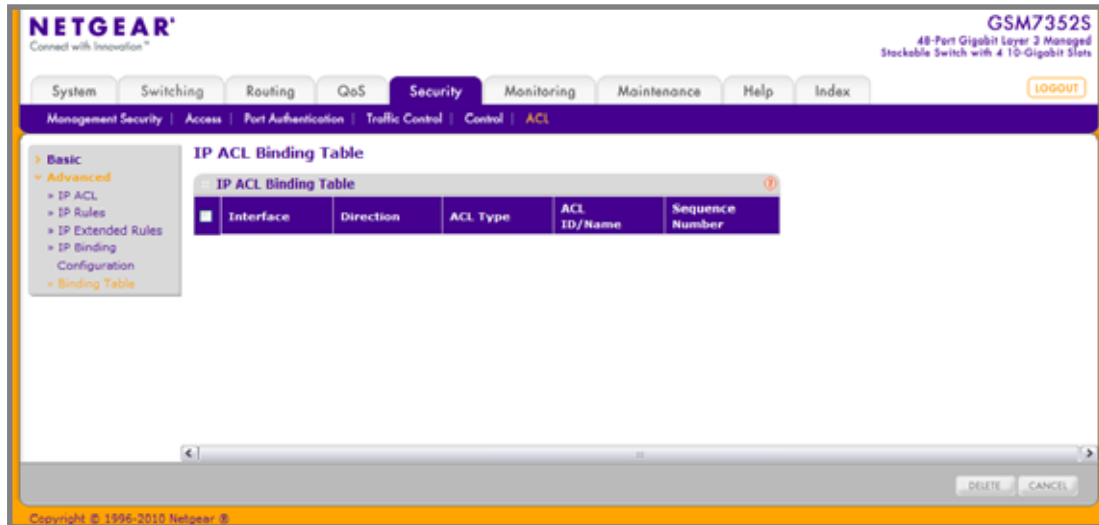 NETGEAR®
Connect with Innovation™
GSM7352S
48-Port Gigabit Layer 3 Managed
Stackable Switch with 4 10-Gigabit Slots
System Switching Routing QoS Security Monitoring Maintenance Help Index LOGOUT
Management Security | Access | Port Authentication | Traffic Control | Control | ACL
Basic
Advanced
» IP ACL
» IP Rules
» IP Extended Rules
» IP Binding
Configuration
» Binding Table
IP ACL Binding Table
IP ACL Binding Table ?
Interface Direction ACL Type ACL ID/Name Sequence Number
DELETE CANCEL
Copyright © 1996-2010 Netgear ®